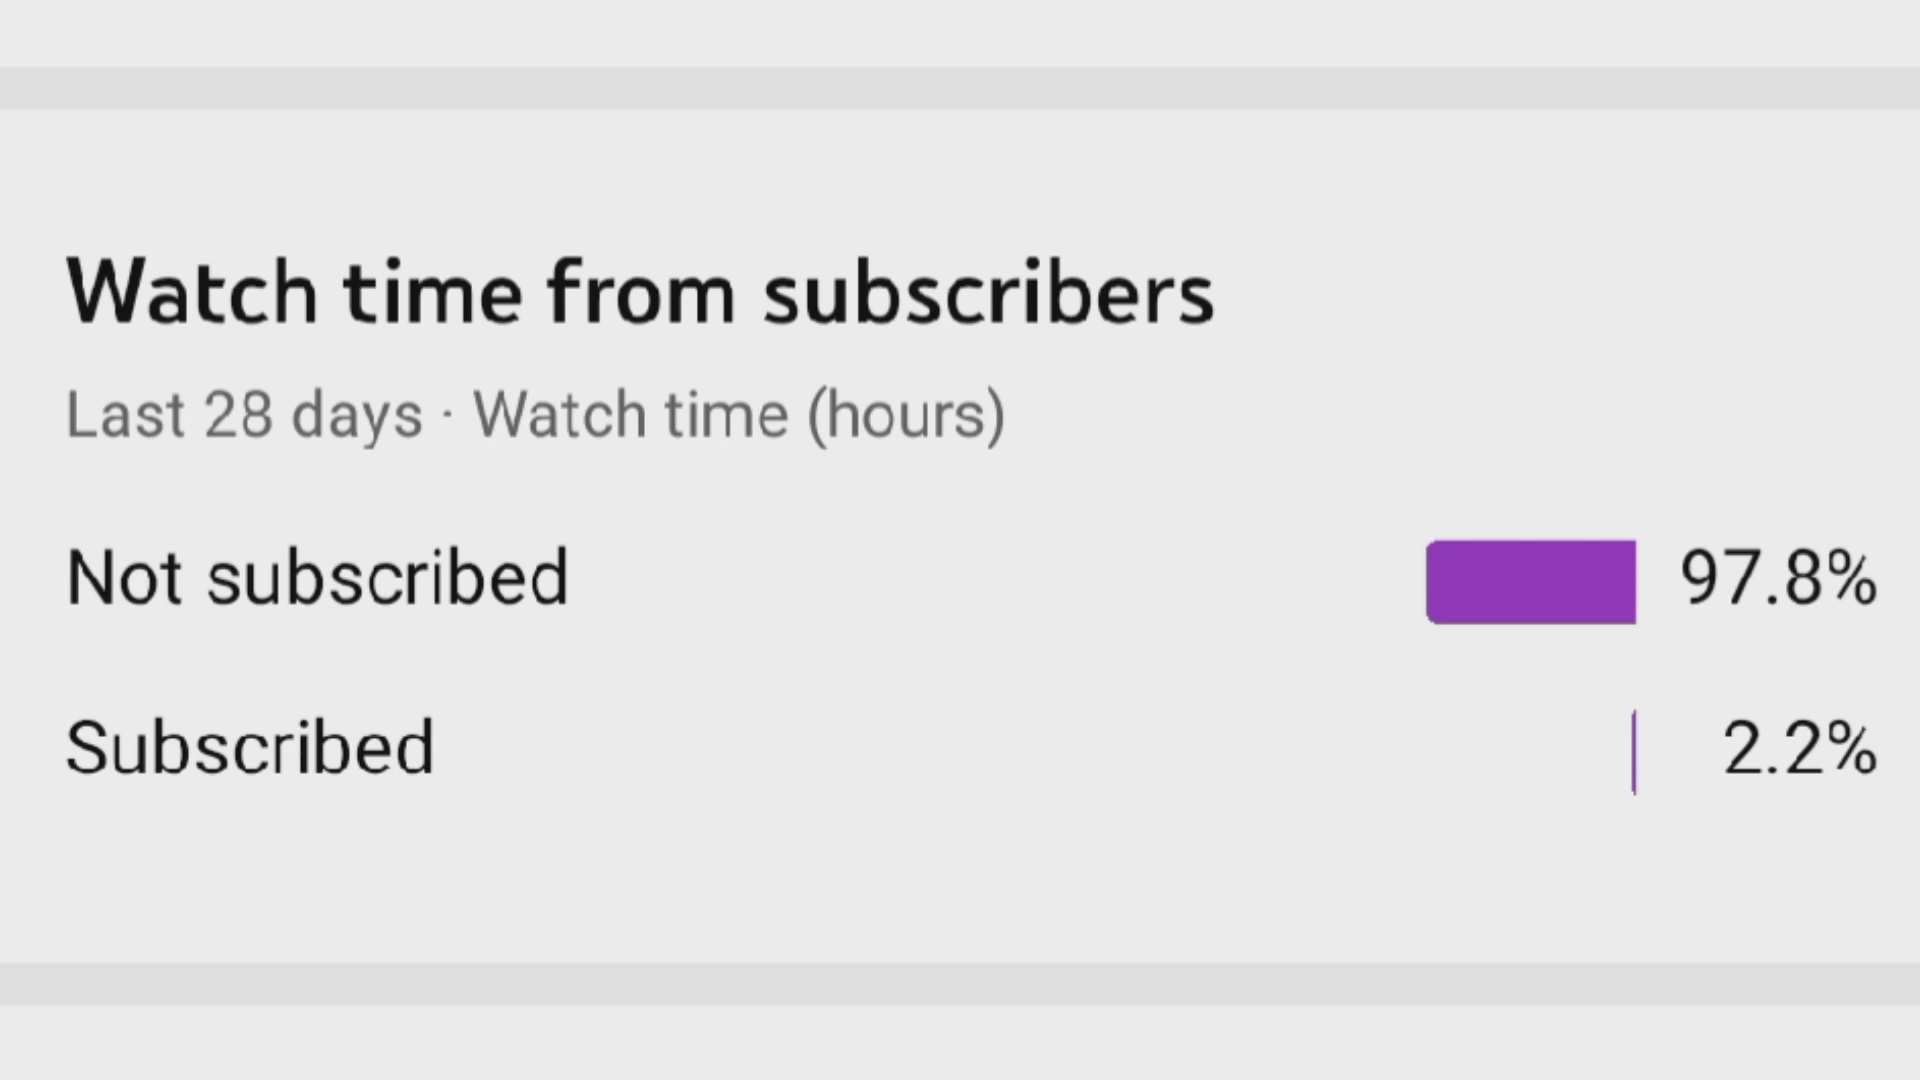 Watch time from subscribers
Last 28 days · Watch time (hours)
Not subscribed 97.8%
Subscribed 2.2%